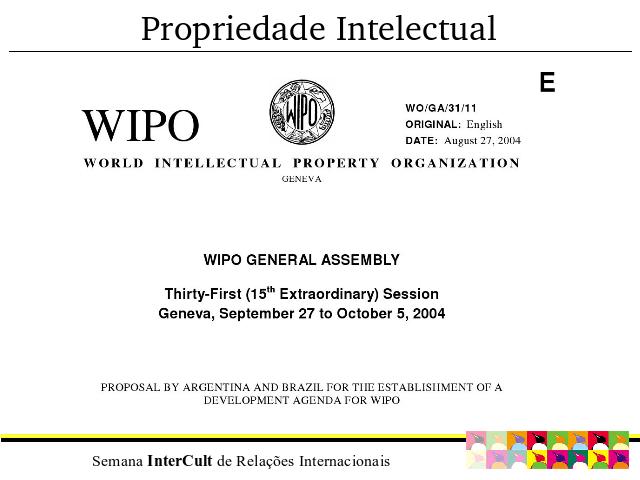 Propriedade Intelectual
E
WIPO
WIPO
WO/GA/31/11
ORIGINAL: English
DATE: August 27, 2004
WORLD INTELLECTUAL PROPERTY ORGANIZATION
GENEVA
WIPO GENERAL ASSEMBLY
Thirty-First (15th Extraordinary) Session
Geneva, September 27 to October 5, 2004
PROPOSAL BY ARGENTINA AND BRAZIL FOR THE ESTABLISHMENT OF A
DEVELOPMENT AGENDA FOR WIPO
Semana InterCult de Relações Internacionais